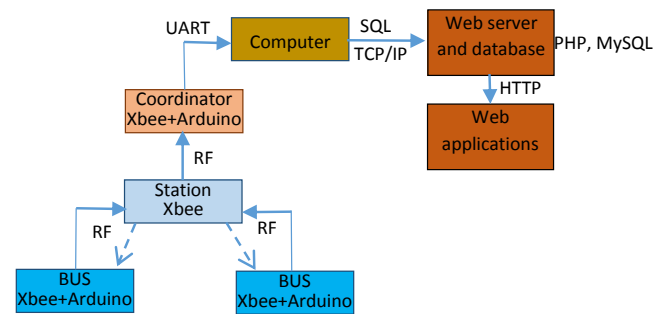 UART
Computer
SQL
TCP/IP
Web server
and database
PHP, MySQL
HTTP
Web
applications
Coordinator
Xbee+Arduino
RF
Station
Xbee
RF
RF
BUS
Xbee+Arduino
BUS
Xbee+Arduino